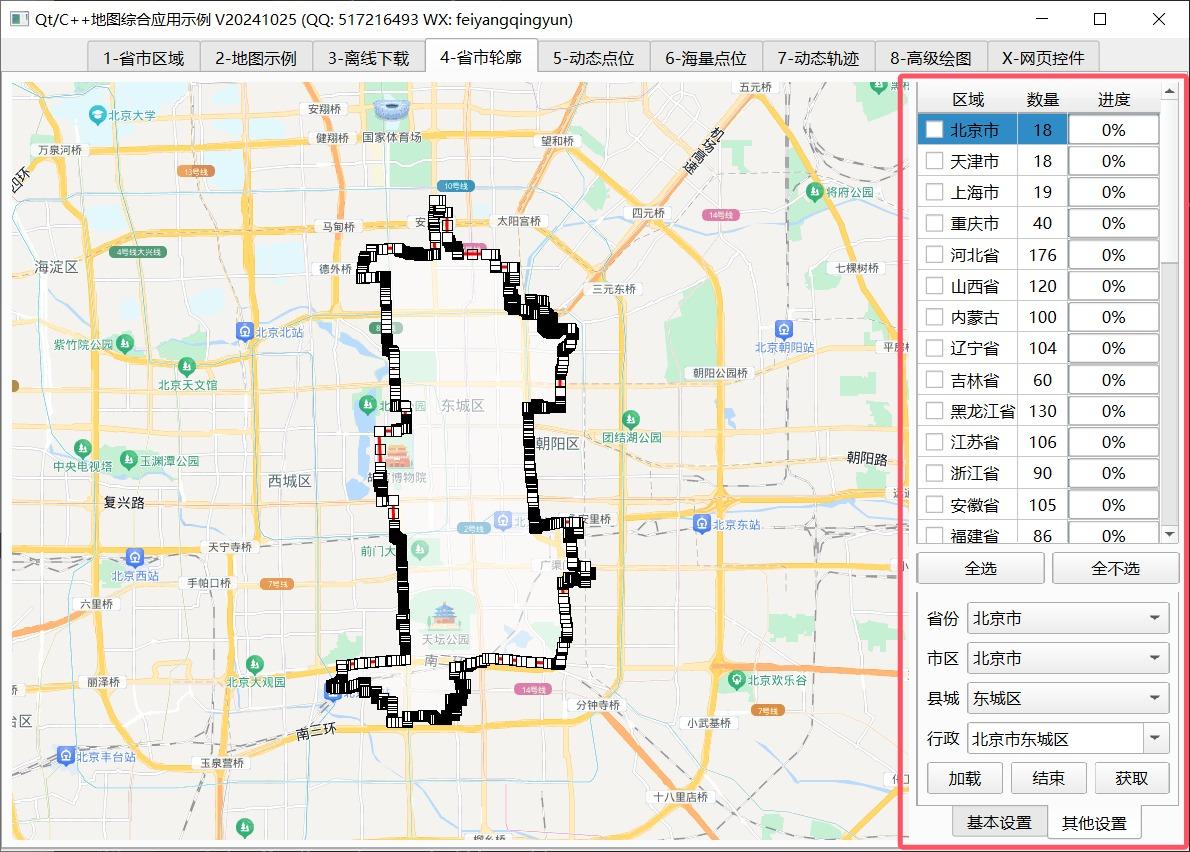 Qt/C++地图综合应用示例 V20241025 (QQ: 517216493 WX: feiyangqingyun)
1-省市区域 2-地图示例 3-离线下载 4-省市轮廓 5-动态点位 6-海量点位 7-动态轨迹 8-高级绘图 X-网页控件
五元桥
北京大学
安翔桥
健翔桥
国家体育场
望和桥
机场高速
万泉河桥
13号线
10号线
将府公园
马甸桥
太阳宫桥
四元桥
14号线
4号线大兴线
海淀区
德外桥
七棵树桥
三元东桥
紫竹院公园
北京北站
北京朝阳站
北京天文馆
朝阳公园桥
东城区
团结湖公园
朝阳区
中央电视塔
玉渊潭公园
朝阳路
西城区
博物院
复兴路
2号线
北京东站
天宁寺桥
前门大
北京西站
手帕口桥
7号线
六里桥
天坛公园
北京大观园
丽泽桥
14号线
北京欢乐谷
7号线
分钟寺桥
小武基桥
南三环
北京丰台站
玉泉营桥
十八里店桥
区域 数量 进度
北京市 18 0%
天津市 18 0%
上海市 19 0%
重庆市 40 0%
河北省 176 0%
山西省 120 0%
内蒙古 100 0%
辽宁省 104 0%
吉林省 60 0%
黑龙江省 130 0%
江苏省 106 0%
浙江省 90 0%
安徽省 105 0%
福建省 86 0%
全选 全不选
省份 北京市
市区 北京市
县城 东城区
行政 北京市东城区
加载 结束 获取
基本设置 其他设置